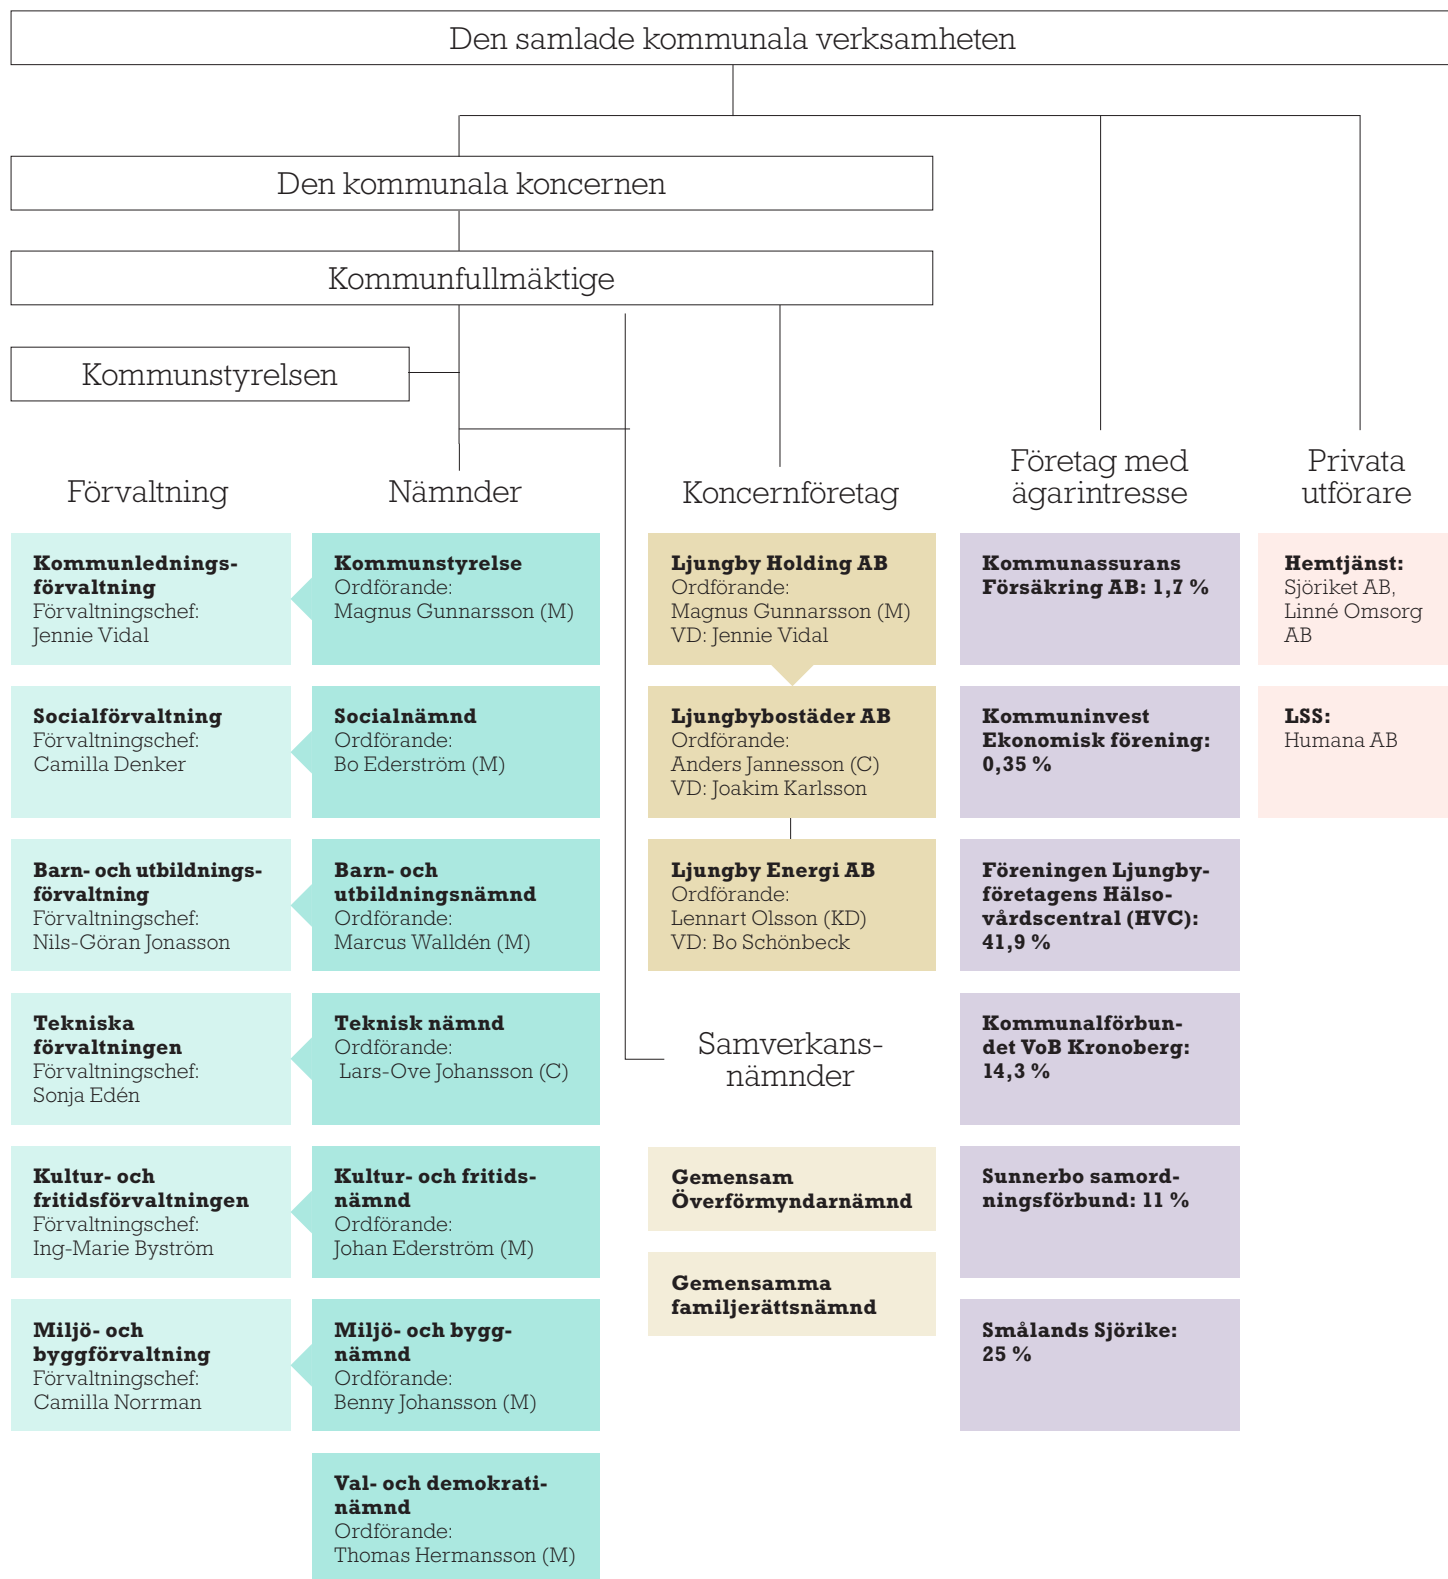 Den samlade kommunala verksamheten
Den kommunala koncernen
Kommunfullmäktige
Kommunstyrelsen
Förvaltning
Kommunlednings-
förvaltning
Förvaltningschef:
Jennie Vidal
Socialförvaltning
Förvaltningschef:
Camilla Denker
Barn- och utbildnings-
förvaltning
Förvaltningschef:
Nils-Göran Jonasson
Tekniska
förvaltningen
Förvaltningschef:
Sonja Edén
Kultur- och
fritidsförvaltningen
Förvaltningschef:
Ing-Marie Byström
Miljö- och
byggförvaltning
Förvaltningschef:
Camilla Norrman
Nämnder
Kommunstyrelse
Ordförande:
Magnus Gunnarsson (M)
Socialnämnd
Ordförande:
Bo Ederström (M)
Barn- och
utbildningsnämnd
Ordförande:
Marcus Walldén (M)
Teknisk nämnd
Ordförande:
Lars-Ove Johansson (C)
Kultur- och fritids-
nämnd
Ordförande:
Johan Ederström (M)
Miljö- och bygg-
nämnd
Ordförande:
Benny Johansson (M)
Val- och demokrati-
nämnd
Ordförande:
Thomas Hermansson (M)
Koncernföretag
Ljungby Holding AB
Ordförande:
Magnus Gunnarsson (M)
VD: Jennie Vidal
Ljungbybostäder AB
Ordförande:
Anders Jannesson (C)
VD: Joakim Karlsson
Ljungby Energi AB
Ordförande:
Lennart Olsson (KD)
VD: Bo Schönbeck
Samverkans-
nämnder
Gemensam
Överförmyndarnämnd
Gemensamma
familjerättsnämnd
Företag med
ägarintresse
Kommunassurans
Försäkring AB: 1,7 %
Kommuninvest
Ekonomisk förening:
0,35 %
Föreningen Ljungby-
företagens Hälso-
vårdscentral (HVC):
41,9 %
Kommunalförbun-
det VoB Kronoberg:
14,3 %
Sunnerbo samord-
ningsförbund: 11 %
Smålands Sjörike:
25 %
Privata
utförare
Hemtjänst:
Sjöriket AB,
Linné Omsorg
AB
LSS:
Humana AB